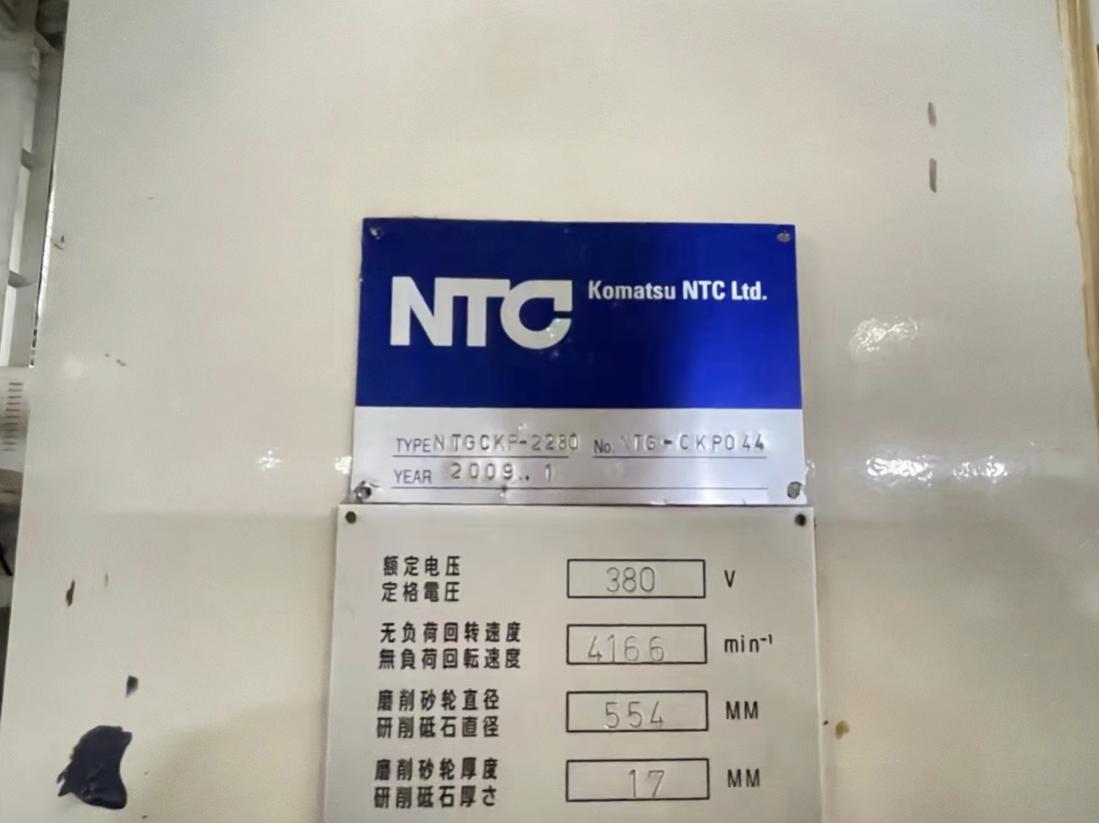 NTC Komatsu NTC Ltd.
TYPE NTGCKP-2280 No. NTG-CKP044
YEAR 2009.. 1
额定电压
定格電圧
380 V
无负荷回转速度
無負荷回転速度
4166 min⁻¹
磨削砂轮直径
研削砥石直径
554 MM
磨削砂轮厚度
研削砥石厚さ
17 MM